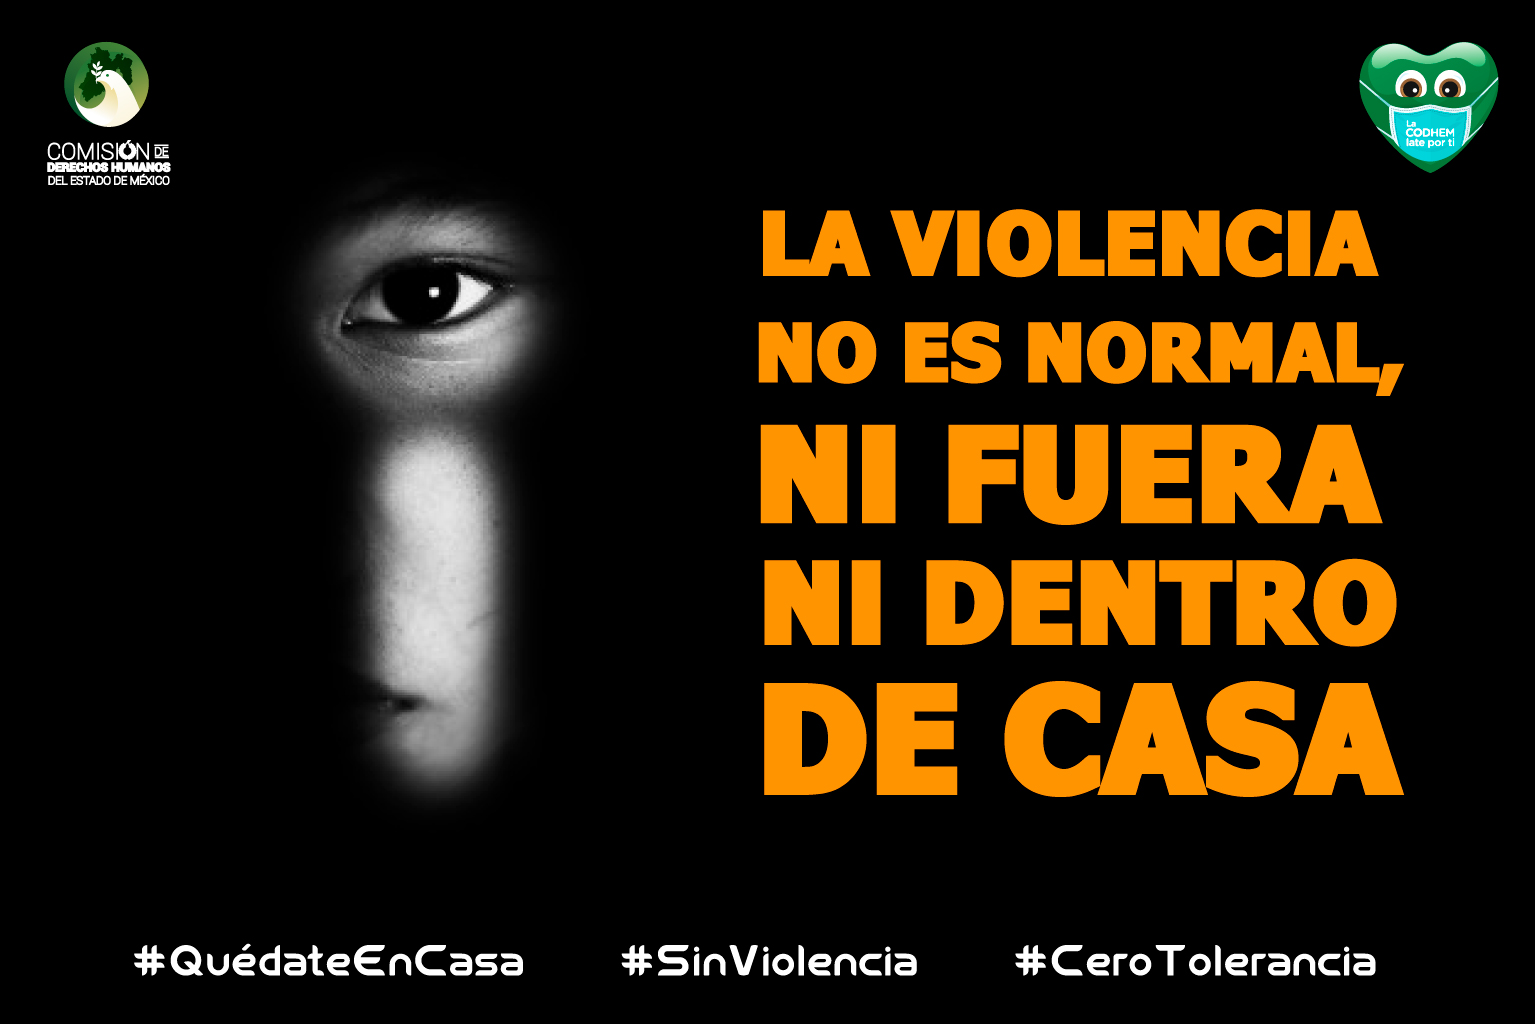 COMISIÓN DE
DERECHOS HUMANOS
DEL ESTADO DE MÉXICO
La
CODHEM
late por ti
LA VIOLENCIA
NO ES NORMAL,
NI FUERA
NI DENTRO
DE CASA
#QuédateEnCasa #SinViolencia #CeroTolerancia